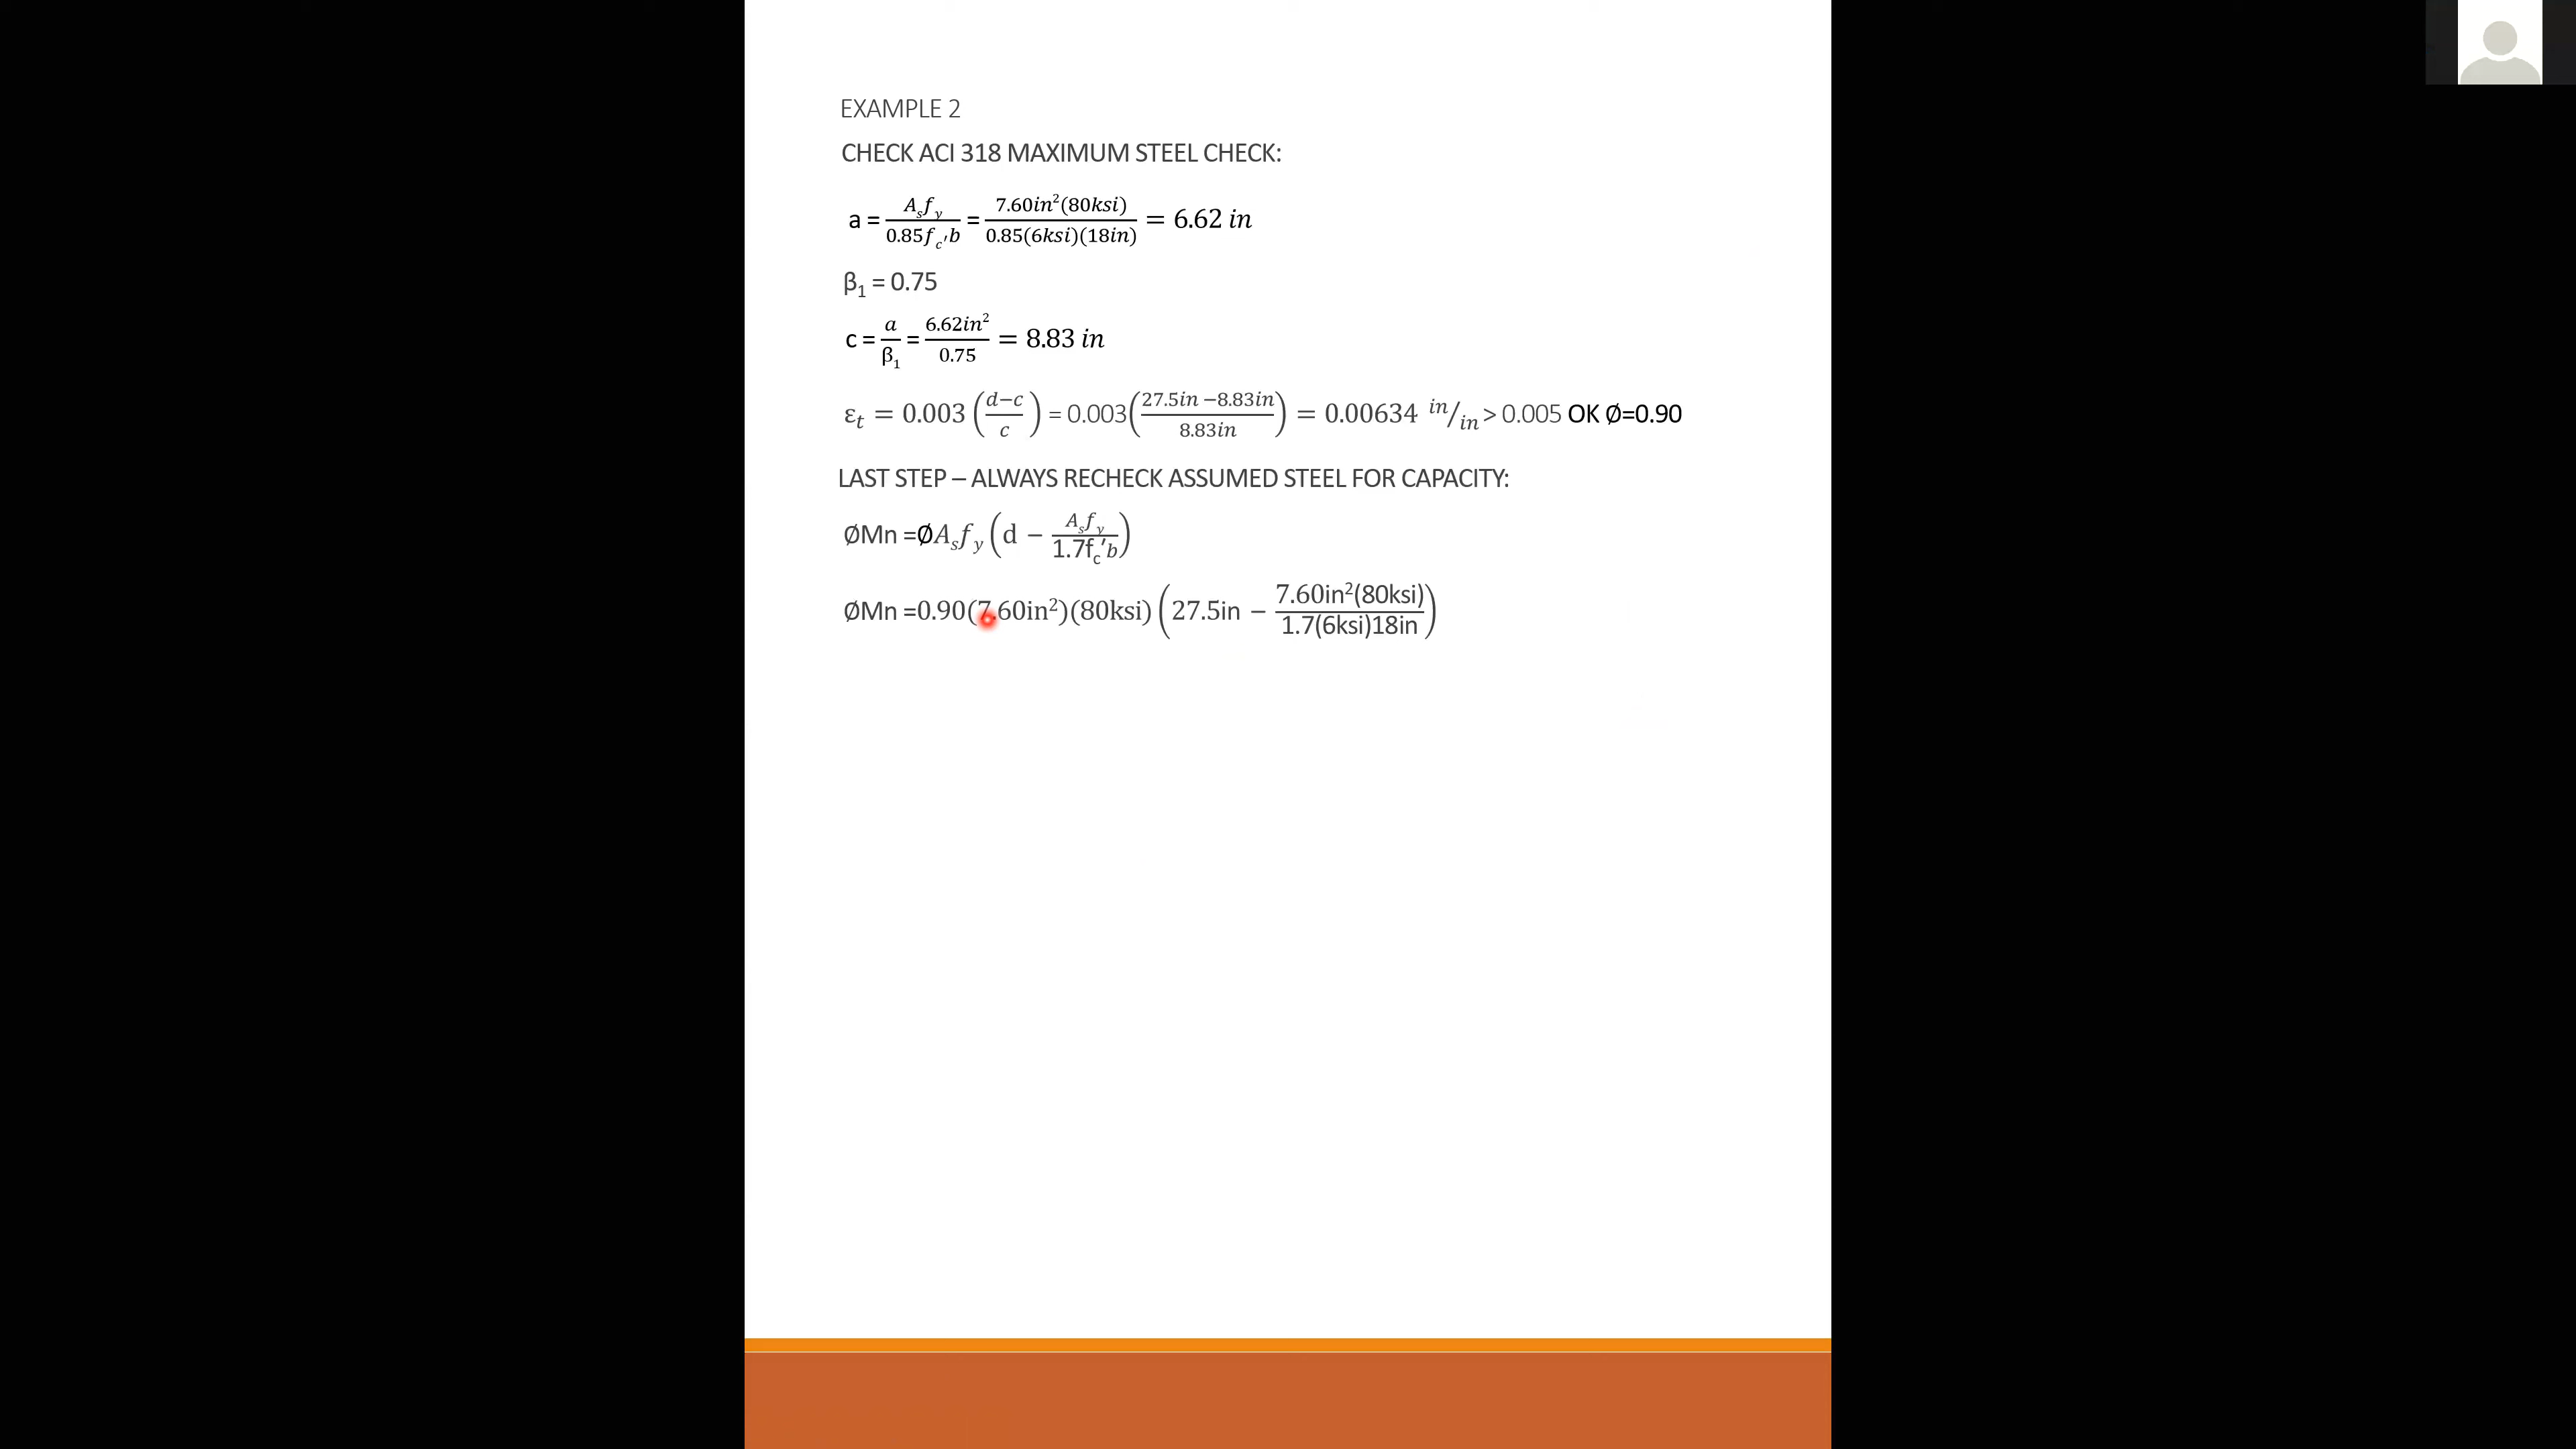 EXAMPLE 2
CHECK ACI 318 MAXIMUM STEEL CHECK:
a = A_s f_y / 0.85f_c'b = 7.60in²(80ksi) / 0.85(6ksi)(18in) = 6.62 in
β₁ = 0.75
c = a / β₁ = 6.62in² / 0.75 = 8.83 in
ε_t = 0.003 (d−c / c) = 0.003(27.5in −8.83in / 8.83in) = 0.00634 in/in > 0.005 OK Ø=0.90
LAST STEP – ALWAYS RECHECK ASSUMED STEEL FOR CAPACITY:
ØMn =ØA_s f_y (d − A_s f_y / 1.7f_c'b)
ØMn =0.90(7.60in²)(80ksi) (27.5in − 7.60in²(80ksi) / 1.7(6ksi)18in)